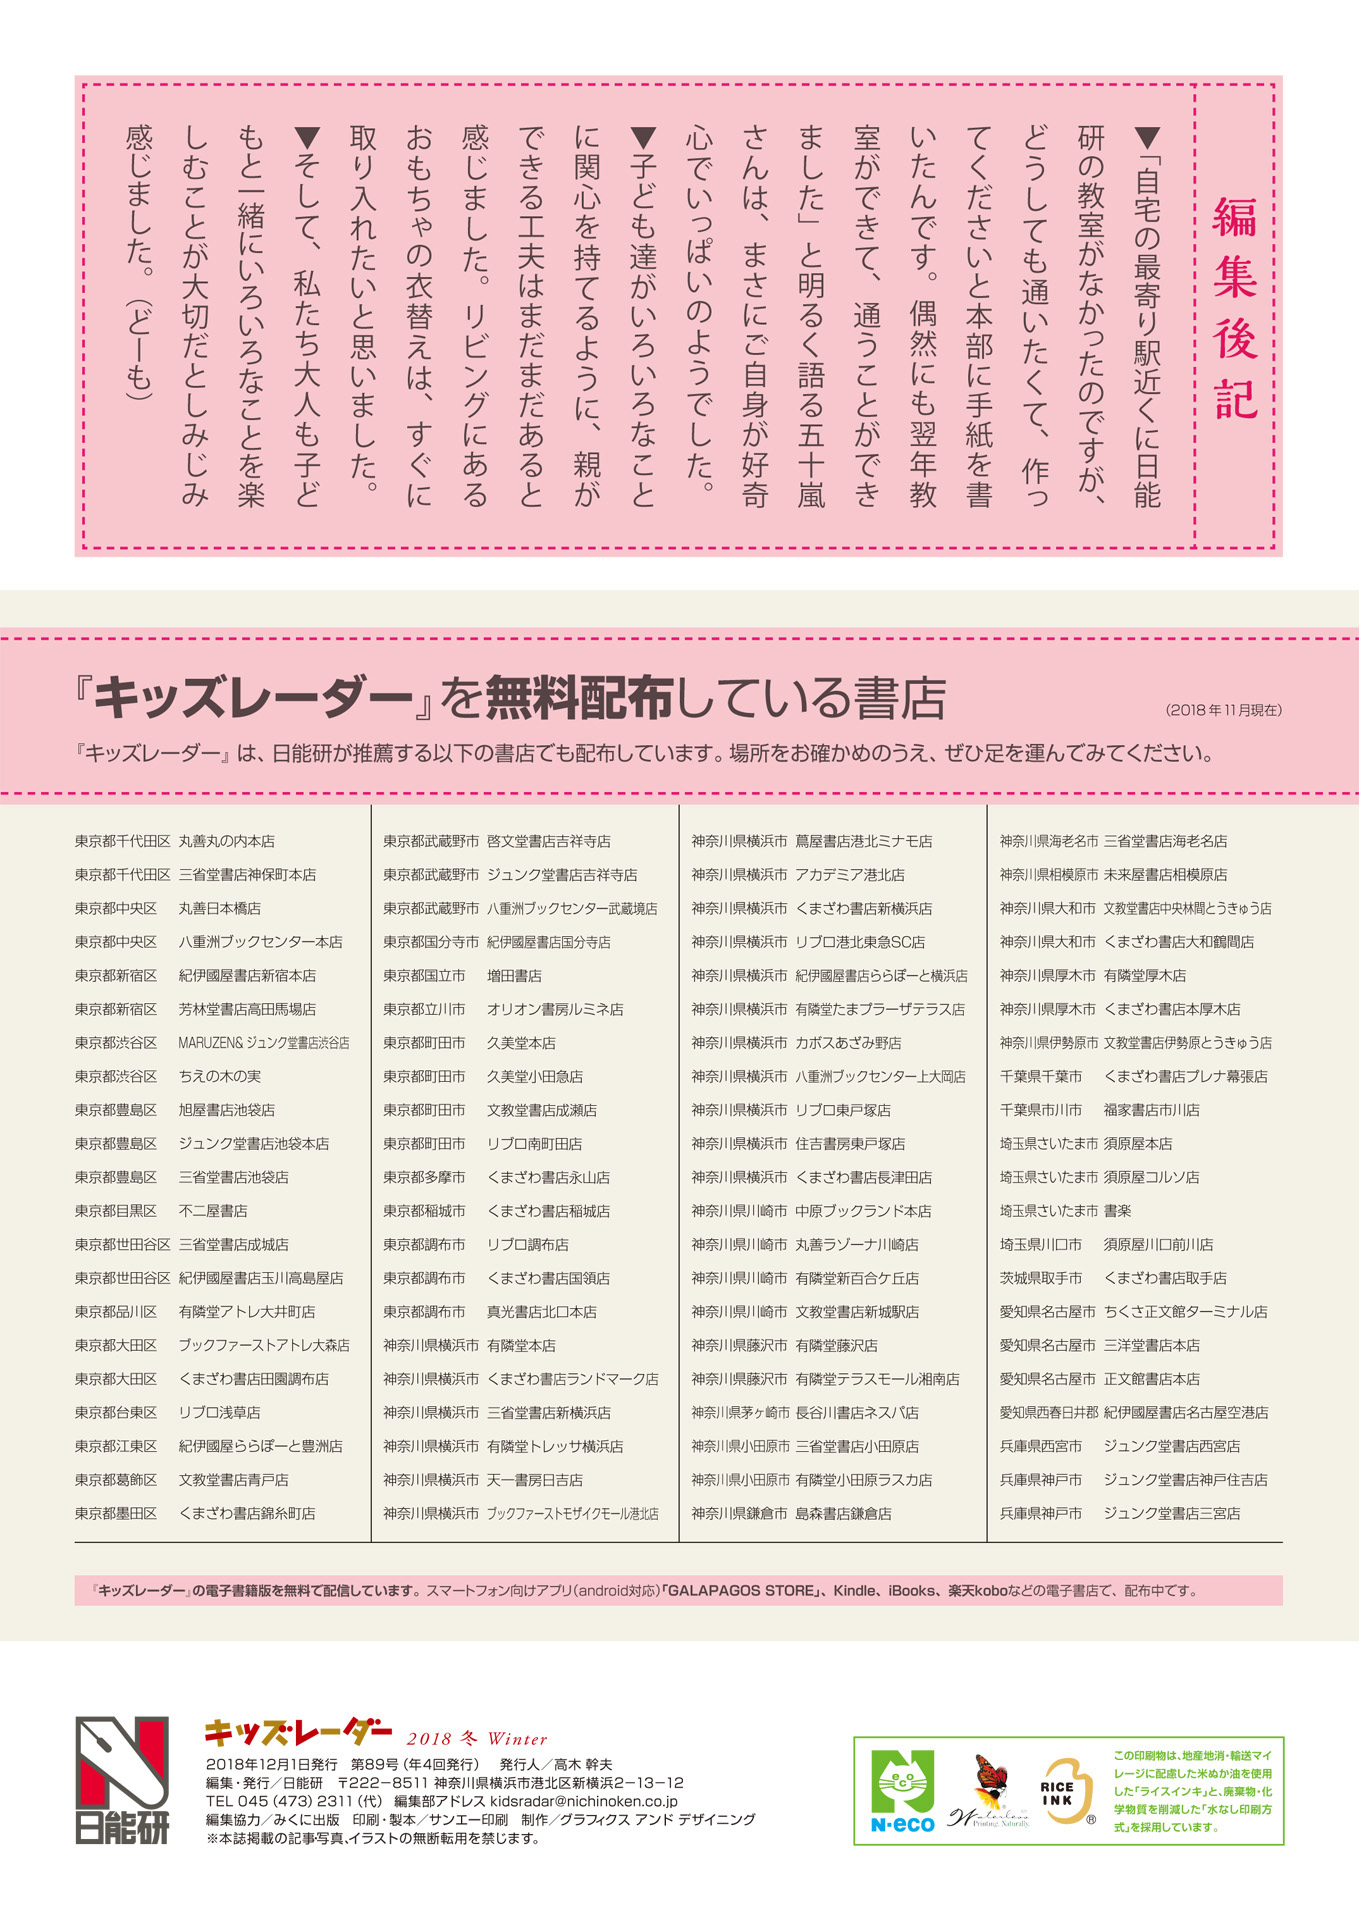 編集後記
▼「自宅の最寄り駅近くに日能
研の教室がなかったのですが、
どうしても通いたくて、作っ
てくださいと本部に手紙を書
いたんです。偶然にも翌年教
室ができて、通うことができ
ました」と明るく語る五十嵐
さんは、まさにご自身が好奇
心でいっぱいのようでした。
▼子ども達がいろいろなこと
に関心を持てるように、親が
できる工夫はまだまだあると
感じました。リビングにある
おもちゃの衣替えは、すぐに
取り入れたいと思いました。
▼そして、私たち大人も子ど
もと一緒にいろいろなことを楽
しむことが大切だとしみじみ
感じました。（どーも）
『キッズレーダー』を無料配布している書店
（2018年11月現在）
『キッズレーダー』は、日能研が推薦する以下の書店でも配布しています。場所をお確かめのうえ、ぜひ足を運んでみてください。
東京都千代田区 丸善丸の内本店
東京都千代田区 三省堂書店神保町本店
東京都中央区 丸善日本橋店
東京都中央区 八重洲ブックセンター本店
東京都新宿区 紀伊國屋書店新宿本店
東京都新宿区 芳林堂書店高田馬場店
東京都渋谷区 MARUZEN& ジュンク堂書店渋谷店
東京都渋谷区 ちえの木の実
東京都豊島区 旭屋書店池袋店
東京都豊島区 ジュンク堂書店池袋本店
東京都豊島区 三省堂書店池袋店
東京都目黒区 不二屋書店
東京都世田谷区 三省堂書店成城店
東京都世田谷区 紀伊國屋書店玉川高島屋店
東京都品川区 有隣堂アトレ大井町店
東京都大田区 ブックファーストアトレ大森店
東京都大田区 くまざわ書店田園調布店
東京都台東区 リブロ浅草店
東京都江東区 紀伊國屋ららぽーと豊洲店
東京都葛飾区 文教堂書店青戸店
東京都墨田区 くまざわ書店錦糸町店
東京都武蔵野市 啓文堂書店吉祥寺店
東京都武蔵野市 ジュンク堂書店吉祥寺店
東京都武蔵野市 八重洲ブックセンター武蔵境店
東京都国分寺市 紀伊國屋書店国分寺店
東京都国立市 増田書店
東京都立川市 オリオン書房ルミネ店
東京都町田市 久美堂本店
東京都町田市 久美堂小田急店
東京都町田市 文教堂書店成瀬店
東京都町田市 リブロ南町田店
東京都多摩市 くまざわ書店永山店
東京都稲城市 くまざわ書店稲城店
東京都調布市 リブロ調布店
東京都調布市 くまざわ書店国領店
東京都調布市 真光書店北口本店
神奈川県横浜市 有隣堂本店
神奈川県横浜市 くまざわ書店ランドマーク店
神奈川県横浜市 三省堂書店新横浜店
神奈川県横浜市 有隣堂トレッサ横浜店
神奈川県横浜市 天一書房日吉店
神奈川県横浜市 ブックファーストモザイクモール港北店
神奈川県横浜市 蔦屋書店港北ミナモ店
神奈川県横浜市 アカデミア港北店
神奈川県横浜市 くまざわ書店新横浜店
神奈川県横浜市 リブロ港北東急SC店
神奈川県横浜市 紀伊國屋書店ららぽーと横浜店
神奈川県横浜市 有隣堂たまプラーザテラス店
神奈川県横浜市 カボスあざみ野店
神奈川県横浜市 八重洲ブックセンター上大岡店
神奈川県横浜市 リブロ東戸塚店
神奈川県横浜市 住吉書房東戸塚店
神奈川県横浜市 くまざわ書店長津田店
神奈川県川崎市 中原ブックランド本店
神奈川県川崎市 丸善ラゾーナ川崎店
神奈川県川崎市 有隣堂新百合ケ丘店
神奈川県川崎市 文教堂書店新城駅店
神奈川県藤沢市 有隣堂藤沢店
神奈川県藤沢市 有隣堂テラスモール湘南店
神奈川県茅ヶ崎市 長谷川書店ネスパ店
神奈川県小田原市 三省堂書店小田原店
神奈川県小田原市 有隣堂小田原ラスカ店
神奈川県鎌倉市 島森書店鎌倉店
神奈川県海老名市 三省堂書店海老名店
神奈川県相模原市 未来屋書店相模原店
神奈川県大和市 文教堂書店中央林間とうきゅう店
神奈川県大和市 くまざわ書店大和鶴間店
神奈川県厚木市 有隣堂厚木店
神奈川県厚木市 くまざわ書店本厚木店
神奈川県伊勢原市 文教堂書店伊勢原とうきゅう店
千葉県千葉市 くまざわ書店プレナ幕張店
千葉県市川市 福家書店市川店
埼玉県さいたま市 須原屋本店
埼玉県さいたま市 須原屋コルソ店
埼玉県さいたま市 書楽
埼玉県川口市 須原屋川口前川店
茨城県取手市 くまざわ書店取手店
愛知県名古屋市 ちくさ正文館ターミナル店
愛知県名古屋市 三洋堂書店本店
愛知県名古屋市 正文館書店本店
愛知県西春日井郡 紀伊國屋書店名古屋空港店
兵庫県西宮市 ジュンク堂書店西宮店
兵庫県神戸市 ジュンク堂書店神戸住吉店
兵庫県神戸市 ジュンク堂書店三宮店
『キッズレーダー』の電子書籍版を無料で配信しています。スマートフォン向けアプリ（android対応）「GALAPAGOS STORE」、Kindle、iBooks、楽天koboなどの電子書店で、配布中です。
日能研
キッズレーダー 2018 冬 Winter
2018年12月1日発行 第89号（年4回発行） 発行人／高木 幹夫
編集・発行／日能研 〒222−8511 神奈川県横浜市港北区新横浜2−13−12
TEL 045（473）2311（代） 編集部アドレス kidsradar@nichinoken.co.jp
編集協力／みくに出版 印刷・製本／サンエー印刷 制作／グラフィクス アンド デザイニング
※本誌掲載の記事写真、イラストの無断転用を禁じます。
eco
N-eco
Waterless
Printing. Naturally.
RICE
INK
®
この印刷物は、地産地消・輸送マイ
レージに配慮した米ぬか油を使用
した「ライスインキ」と、廃棄物・化
学物質を削減した「水なし印刷方
式」を採用しています。